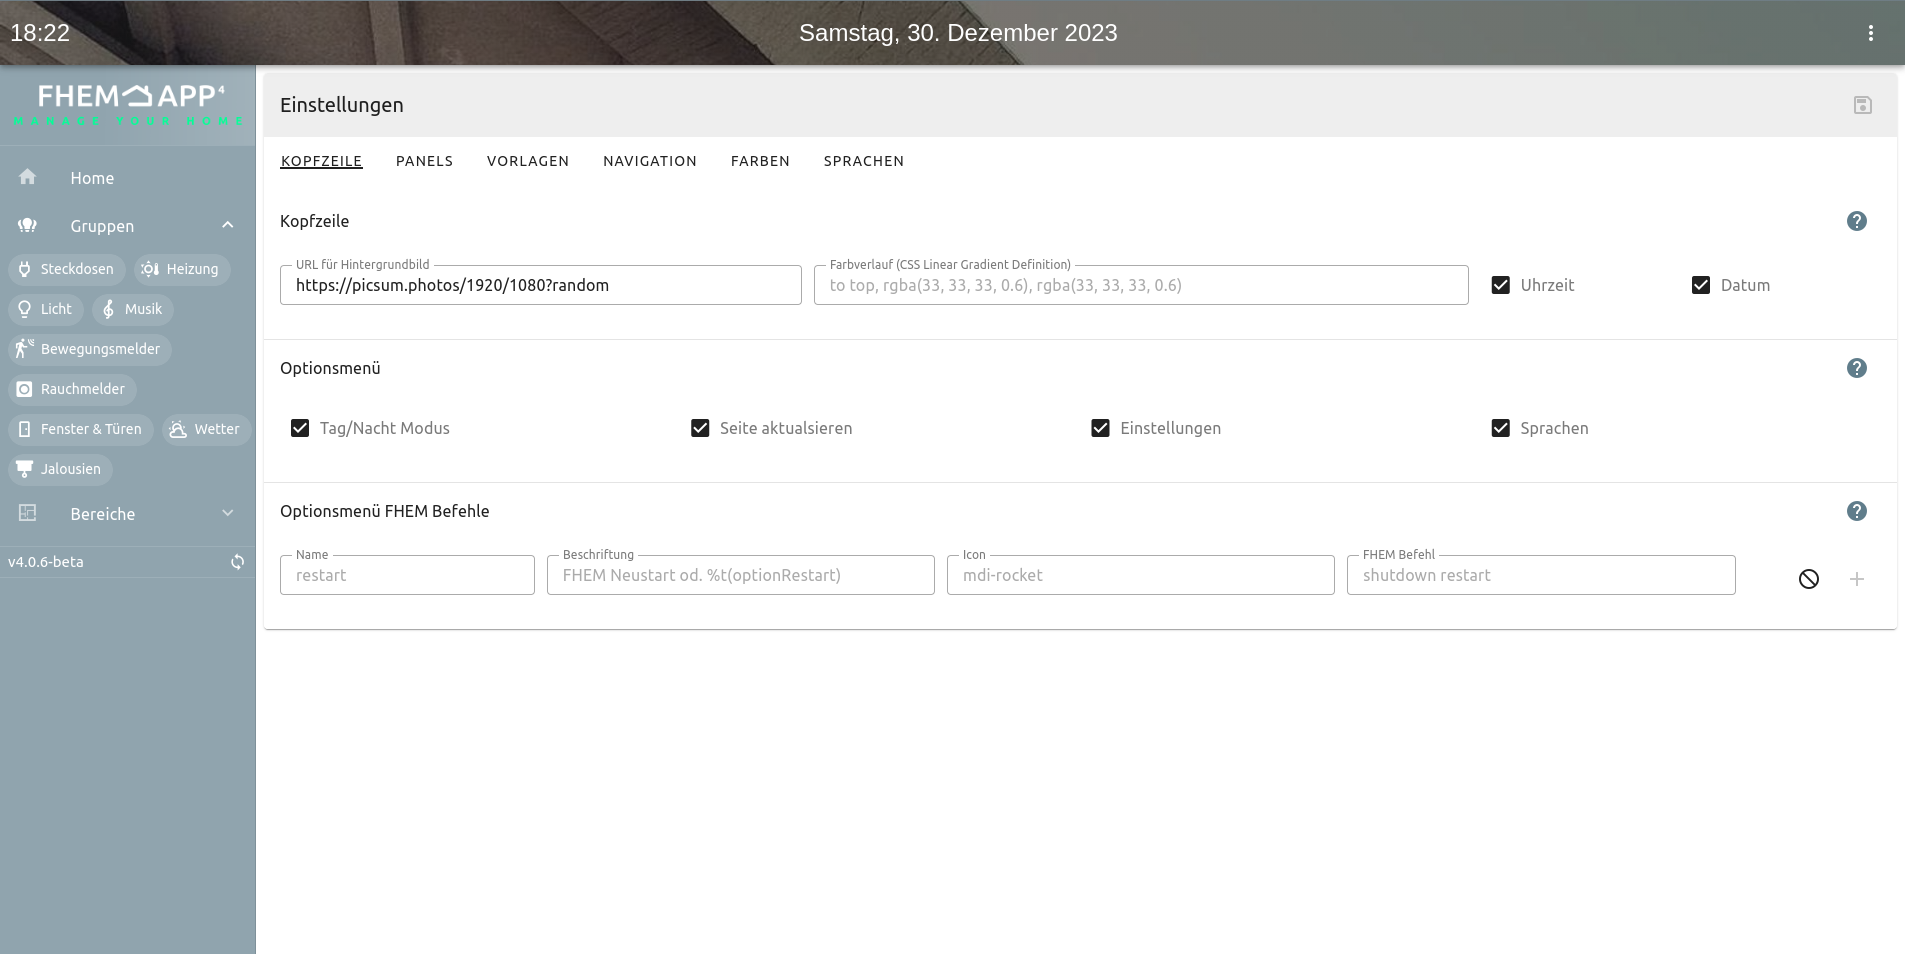 18:22
Samstag, 30. Dezember 2023
FHEM APP⁴
MANAGE YOUR HOME
Home
Gruppen
Steckdosen
Heizung
Licht
Musik
Bewegungsmelder
Rauchmelder
Fenster & Türen
Wetter
Jalousien
Bereiche
v4.0.6-beta
Einstellungen
KOPFZEILE PANELS VORLAGEN NAVIGATION FARBEN SPRACHEN
Kopfzeile
URL für Hintergrundbild
https://picsum.photos/1920/1080?random
Farbverlauf (CSS Linear Gradient Definition)
to top, rgba(33, 33, 33, 0.6), rgba(33, 33, 33, 0.6)
Uhrzeit
Datum
Optionsmenü
Tag/Nacht Modus
Seite aktualsieren
Einstellungen
Sprachen
Optionsmenü FHEM Befehle
Name
restart
Beschriftung
FHEM Neustart od. %t(optionRestart)
Icon
mdi-rocket
FHEM Befehl
shutdown restart